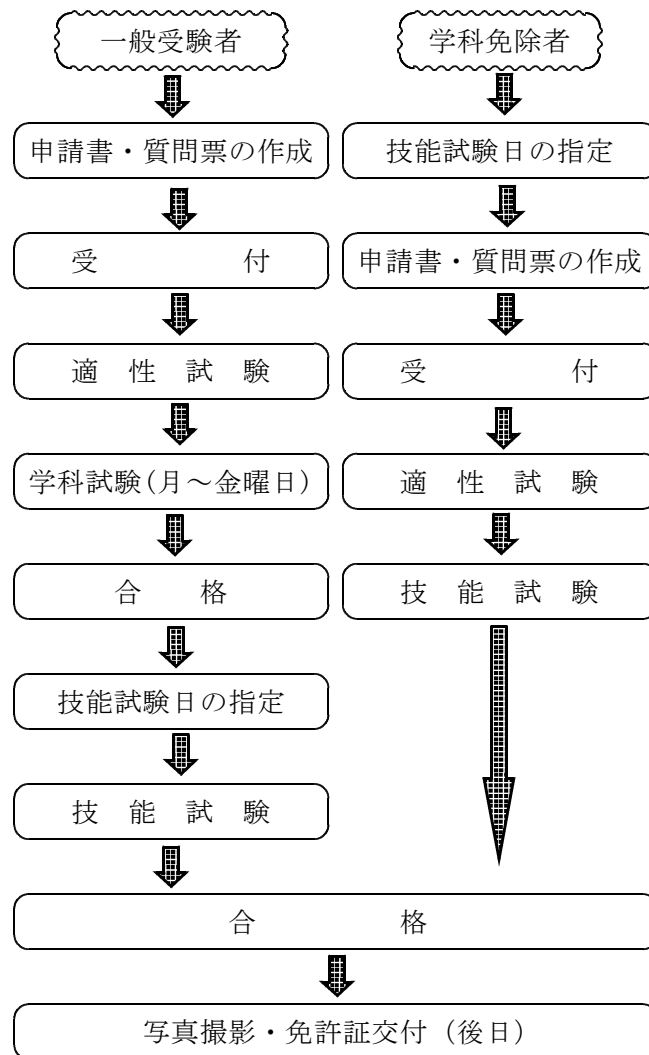 一般受験者
申請書・質問票の作成
受付
適性試験
学科試験(月～金曜日)
合格
技能試験日の指定
技能試験
学科免除者
技能試験日の指定
申請書・質問票の作成
受付
適性試験
技能試験
合格
写真撮影・免許証交付(後日)